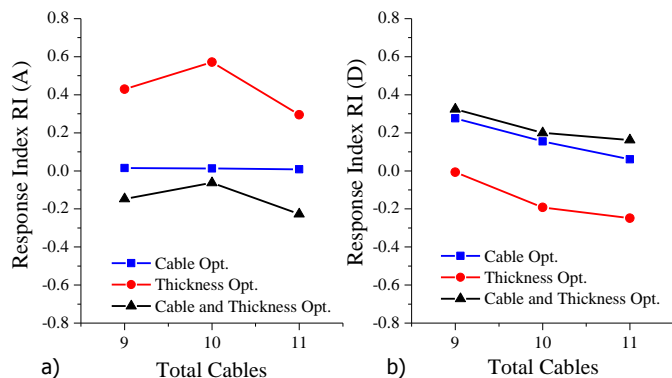 Response Index RI (A)
0.8
0.6
0.4
0.2
0.0
-0.2
-0.4
-0.6
-0.8
Cable Opt.
Thickness Opt.
Cable and Thickness Opt.
9
10
11
a)
Total Cables
Response Index RI (D)
0.8
0.6
0.4
0.2
0.0
-0.2
-0.4
-0.6
-0.8
Cable Opt.
Thickness Opt.
Cable and Thickness Opt.
9
10
11
b)
Total Cables